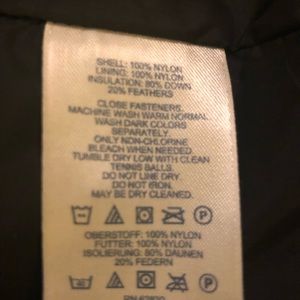 SHELL: 100% NYLON
LINING: 100% NYLON
INSULATION: 80% DOWN
20% FEATHERS
CLOSE FASTENERS.
MACHINE WASH WARM NORMAL.
WASH DARK COLORS
SEPARATELY.
ONLY NON-CHLORINE
BLEACH WHEN NEEDED.
TUMBLE DRY LOW WITH CLEAN
TENNIS BALLS.
DO NOT LINE DRY.
DO NOT IRON.
MAY BE DRY CLEANED.
P
OBERSTOFF: 100% NYLON
FUTTER: 100% NYLON
ISOLIERUNG: 80% DAUNEN
20% FEDERN
P